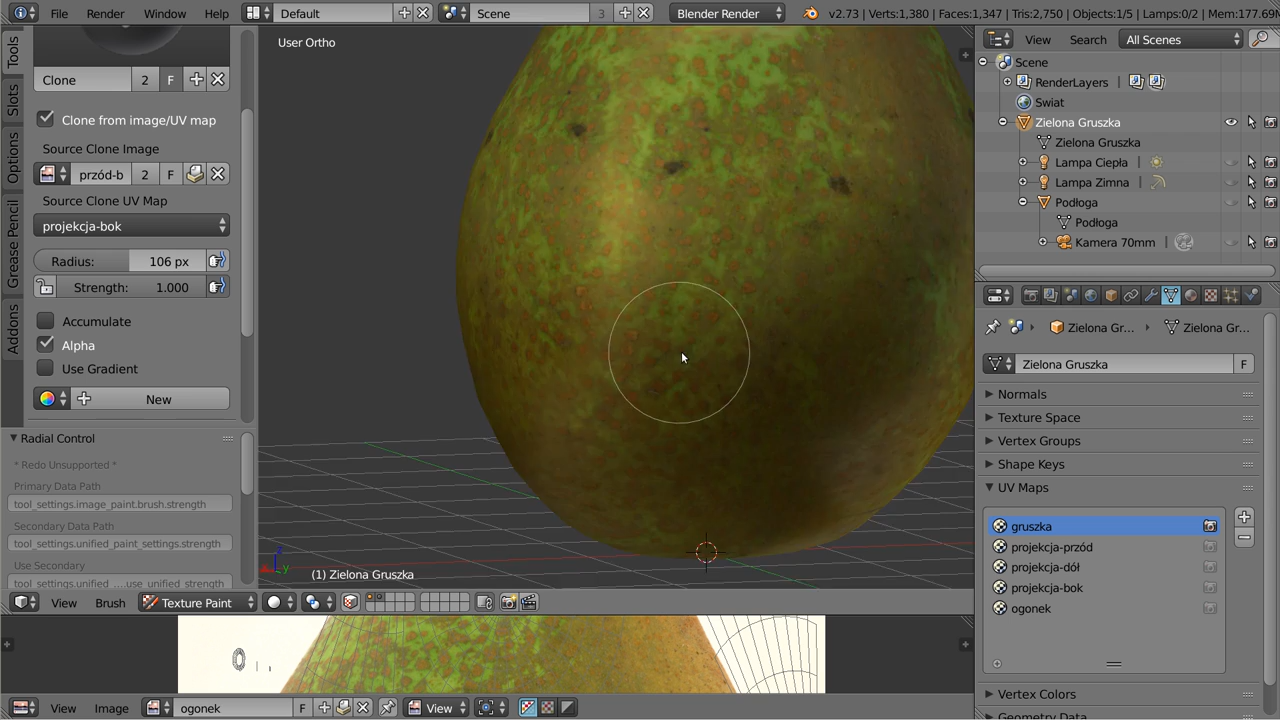 File Render Window Help Default Scene 3 Blender Render v2.73 | Verts:1,380 | Faces:1,347 | Tris:2,750 | Objects:1/5 | Lamps:0/2 | Mem:177.69
Tools
Slots
Options
Grease Pencil
Addons
Clone 2 F
Clone from image/UV map
Source Clone Image
przód-b 2 F
Source Clone UV Map
projekcja-bok
Radius: 106 px
Strength: 1.000
Accumulate
Alpha
Use Gradient
New
Radial Control
* Redo Unsupported *
Primary Data Path
tool_settings.image_paint.brush.strength
Secondary Data Path
tool_settings.unified_paint_settings.strength
Use Secondary
tool_settings.unified_....use_unified_strength
User Ortho
z
y
(1) Zielona Gruszka
View Brush Texture Paint
View Image ogonek F View
View Search All Scenes
Scene
RenderLayers |
Swiat
Zielona Gruszka
Zielona Gruszka
Lampa Ciepła |
Lampa Zimna |
Podłoga
Podłoga
Kamera 70mm |
Zielona Gr... Zielona Gr...
Zielona Gruszka F
Normals
Texture Space
Vertex Groups
Shape Keys
UV Maps
gruszka
projekcja-przód
projekcja-dół
projekcja-bok
ogonek
Vertex Colors
Geometry Data